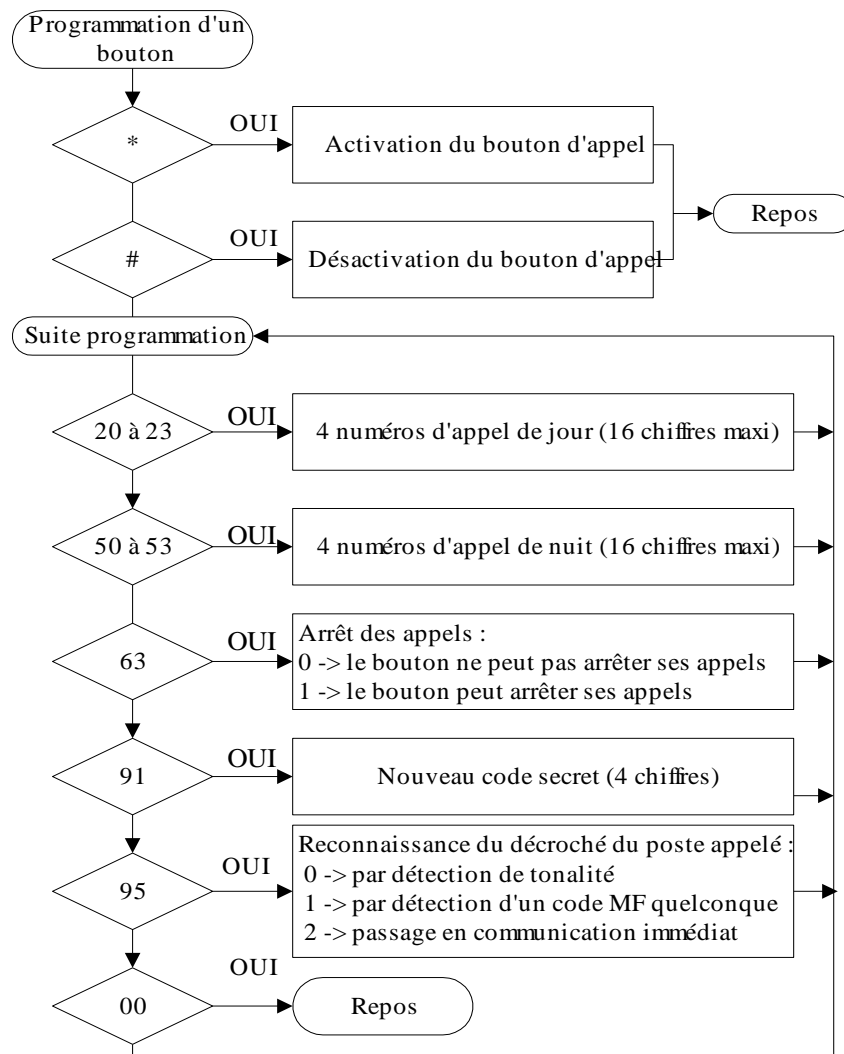 Programmation d'un
bouton
*
OUI
Activation du bouton d'appel
Repos
#
OUI
Désactivation du bouton d'appel
Suite programmation
20 à 23
OUI
4 numéros d'appel de jour (16 chiffres maxi)
50 à 53
OUI
4 numéros d'appel de nuit (16 chiffres maxi)
63
OUI
Arrêt des appels :
0 -> le bouton ne peut pas arrêter ses appels
1 -> le bouton peut arrêter ses appels
91
OUI
Nouveau code secret (4 chiffres)
95
OUI
Reconnaissance du décroché du poste appelé :
0 -> par détection de tonalité
1 -> par détection d'un code MF quelconque
2 -> passage en communication immédiat
00
OUI
Repos